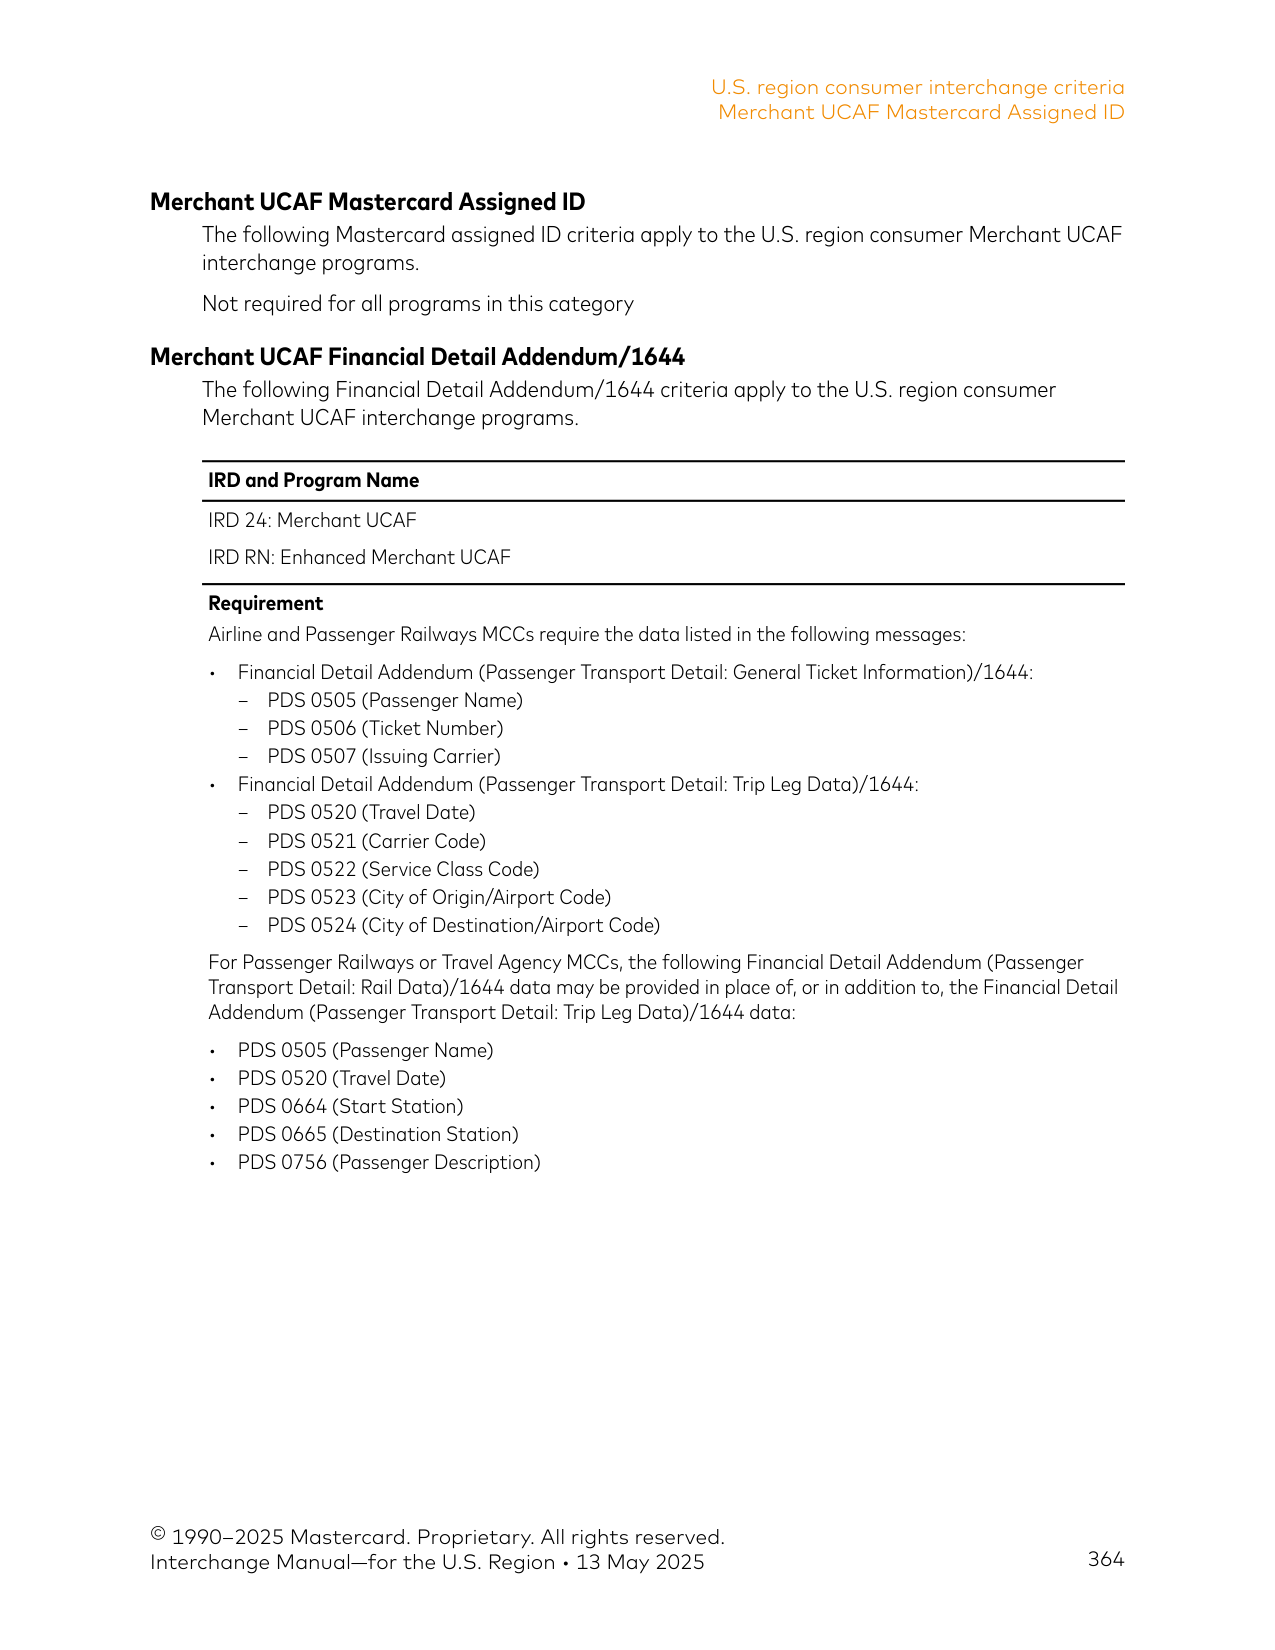 U.S. region consumer interchange criteria
Merchant UCAF Mastercard Assigned ID
Merchant UCAF Mastercard Assigned ID
The following Mastercard assigned ID criteria apply to the U.S. region consumer Merchant UCAF
interchange programs.
Not required for all programs in this category
Merchant UCAF Financial Detail Addendum/1644
The following Financial Detail Addendum/1644 criteria apply to the U.S. region consumer
Merchant UCAF interchange programs.
IRD and Program Name
IRD 24: Merchant UCAF
IRD RN: Enhanced Merchant UCAF
Requirement
Airline and Passenger Railways MCCs require the data listed in the following messages:
• Financial Detail Addendum (Passenger Transport Detail: General Ticket Information)/1644:
– PDS 0505 (Passenger Name)
– PDS 0506 (Ticket Number)
– PDS 0507 (Issuing Carrier)
• Financial Detail Addendum (Passenger Transport Detail: Trip Leg Data)/1644:
– PDS 0520 (Travel Date)
– PDS 0521 (Carrier Code)
– PDS 0522 (Service Class Code)
– PDS 0523 (City of Origin/Airport Code)
– PDS 0524 (City of Destination/Airport Code)
For Passenger Railways or Travel Agency MCCs, the following Financial Detail Addendum (Passenger
Transport Detail: Rail Data)/1644 data may be provided in place of, or in addition to, the Financial Detail
Addendum (Passenger Transport Detail: Trip Leg Data)/1644 data:
• PDS 0505 (Passenger Name)
• PDS 0520 (Travel Date)
• PDS 0664 (Start Station)
• PDS 0665 (Destination Station)
• PDS 0756 (Passenger Description)
© 1990–2025 Mastercard. Proprietary. All rights reserved.
Interchange Manual—for the U.S. Region • 13 May 2025
364